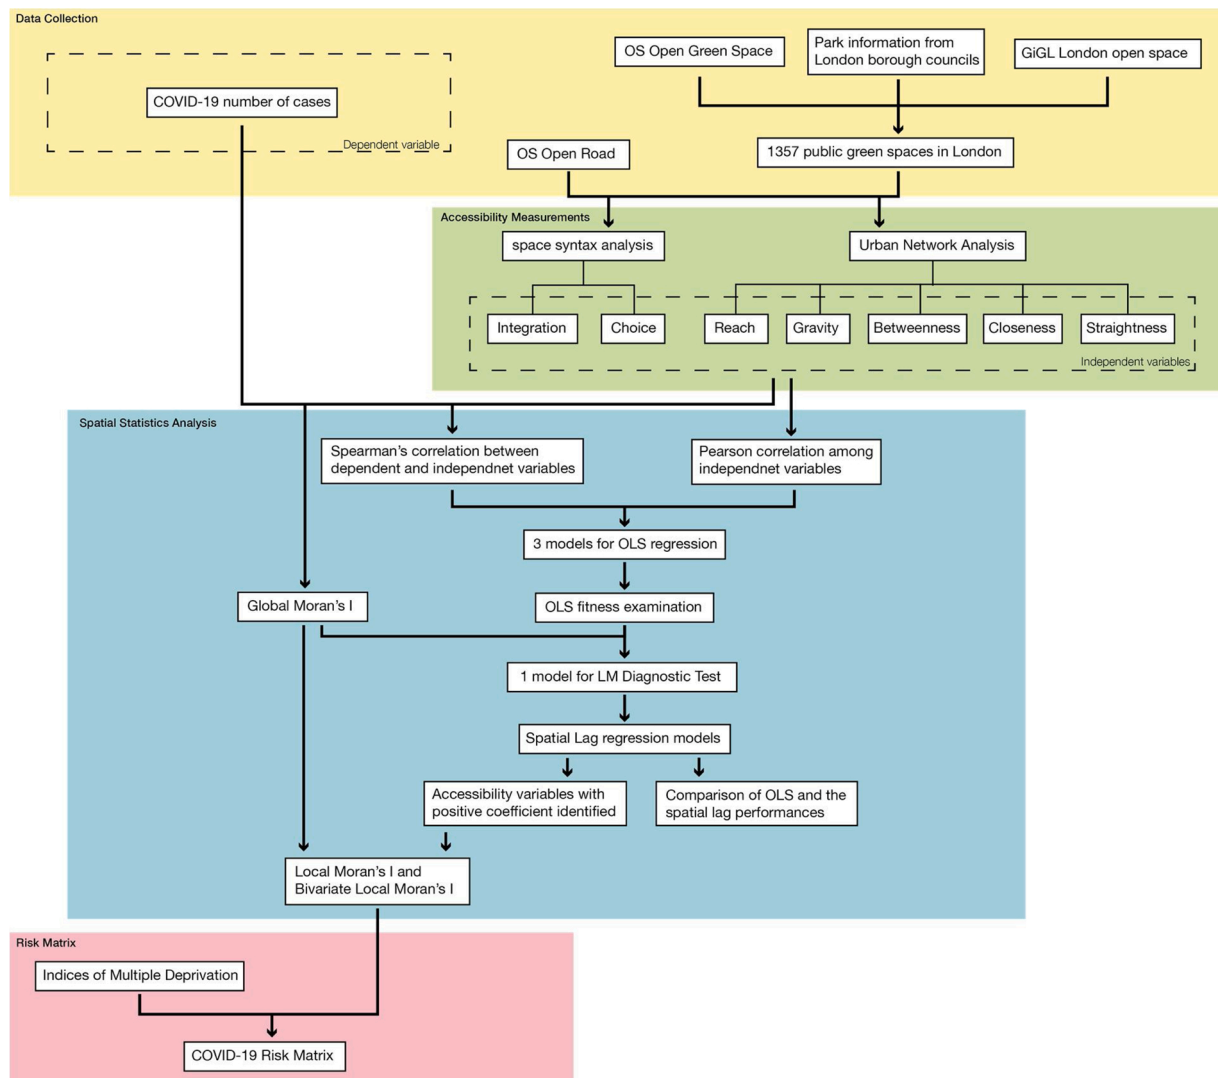 Data Collection
OS Open Green Space
Park information from
London borough councils
GiGL London open space
COVID-19 number of cases
Dependent variable
OS Open Road
1357 public green spaces in London
Accessibility Measurements
space syntax analysis
Urban Network Analysis
Integration
Choice
Reach
Gravity
Betweenness
Closeness
Straightness
Independent variables
Spatial Statistics Analysis
Spearman's correlation between
dependent and independnet variables
Pearson correlation among
independnet variables
3 models for OLS regression
Global Moran's I
OLS fitness examination
1 model for LM Diagnostic Test
Spatial Lag regression models
Accessibility variables with
positive coefficient identified
Comparison of OLS and the
spatial lag performances
Local Moran's I and
Bivariate Local Moran's I
Risk Matrix
Indices of Multiple Deprivation
COVID-19 Risk Matrix